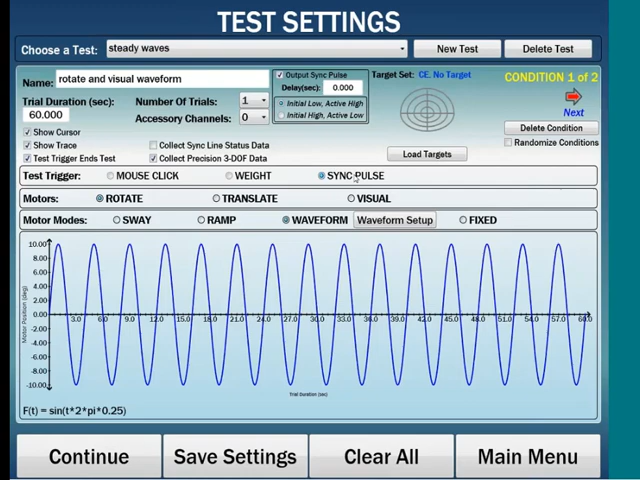 TEST SETTINGS
Choose a Test: steady waves New Test Delete Test
Name: rotate and visual waveform
Output Sync Pulse
Delay(sec): 0.000
Initial Low, Active High
Initial High, Active Low
Target Set: CE. No Target
CONDITION 1 of 2
Next
Trial Duration (sec):
60.000
Number Of Trials: 1
Accessory Channels: 0
Load Targets
Delete Condition
Randomize Conditions
Show Cursor
Show Trace
Test Trigger Ends Test
Collect Sync Line Status Data
Collect Precision 3-DOF Data
Test Trigger: MOUSE CLICK WEIGHT SYNC PULSE
Motors: ROTATE TRANSLATE VISUAL
Motor Modes: SWAY RAMP WAVEFORM Waveform Setup FIXED
Motor Position (deg)
10.00
8.00
6.00
4.00
2.00
0.00
-2.00
-4.00
-6.00
-8.00
-10.00
3.0 6.0 9.0 12.0 15.0 18.0 21.0 24.0 27.0 30.0 33.0 36.0 39.0 42.0 45.0 48.0 51.0 54.0 57.0 60.0
Trial Duration (sec)
F(t) = sin(t*2*pi*0.25)
Continue Save Settings Clear All Main Menu